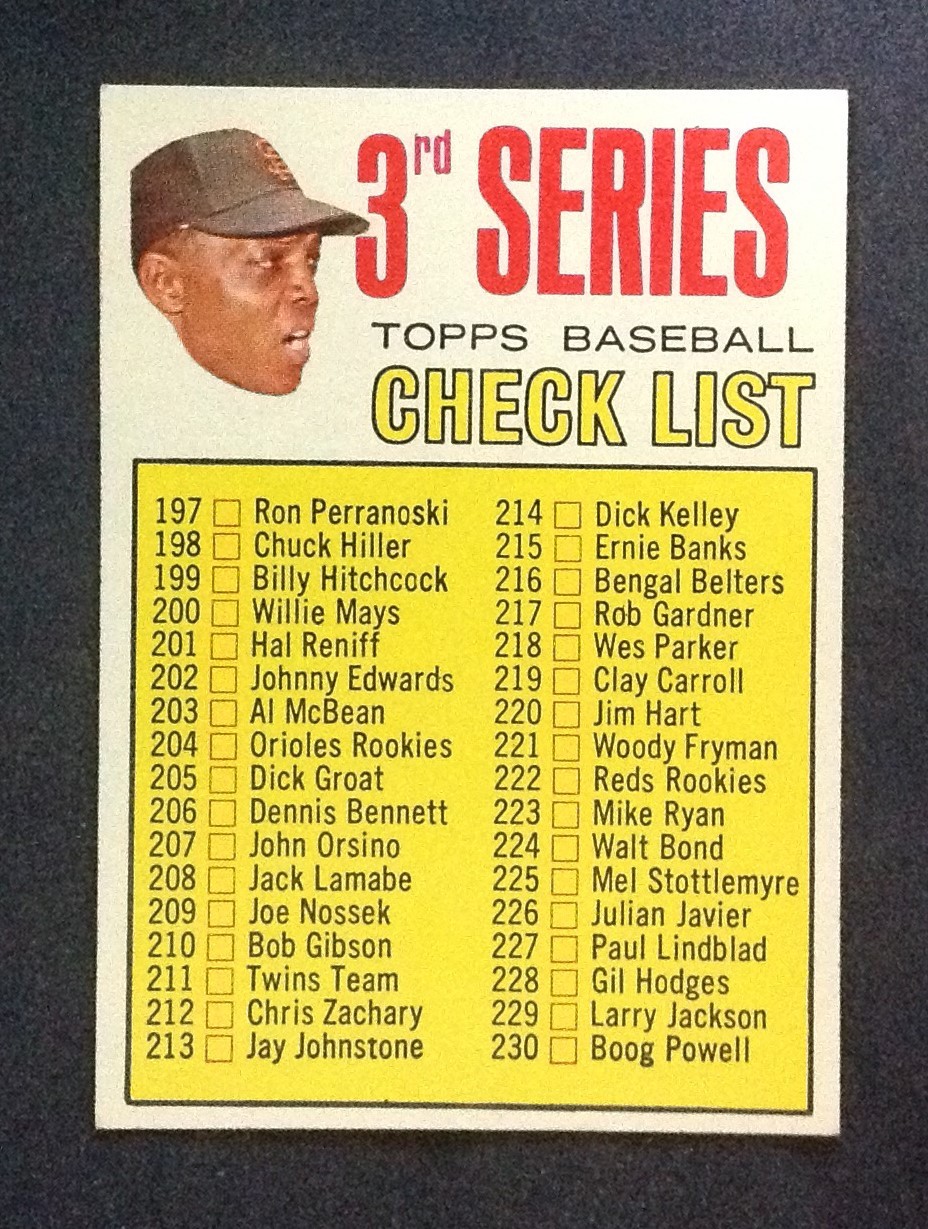 SF
3rd SERIES
TOPPS BASEBALL
CHECK LIST
197 Ron Perranoski
198 Chuck Hiller
199 Billy Hitchcock
200 Willie Mays
201 Hal Reniff
202 Johnny Edwards
203 Al McBean
204 Orioles Rookies
205 Dick Groat
206 Dennis Bennett
207 John Orsino
208 Jack Lamabe
209 Joe Nossek
210 Bob Gibson
211 Twins Team
212 Chris Zachary
213 Jay Johnstone
214 Dick Kelley
215 Ernie Banks
216 Bengal Belters
217 Rob Gardner
218 Wes Parker
219 Clay Carroll
220 Jim Hart
221 Woody Fryman
222 Reds Rookies
223 Mike Ryan
224 Walt Bond
225 Mel Stottlemyre
226 Julian Javier
227 Paul Lindblad
228 Gil Hodges
229 Larry Jackson
230 Boog Powell